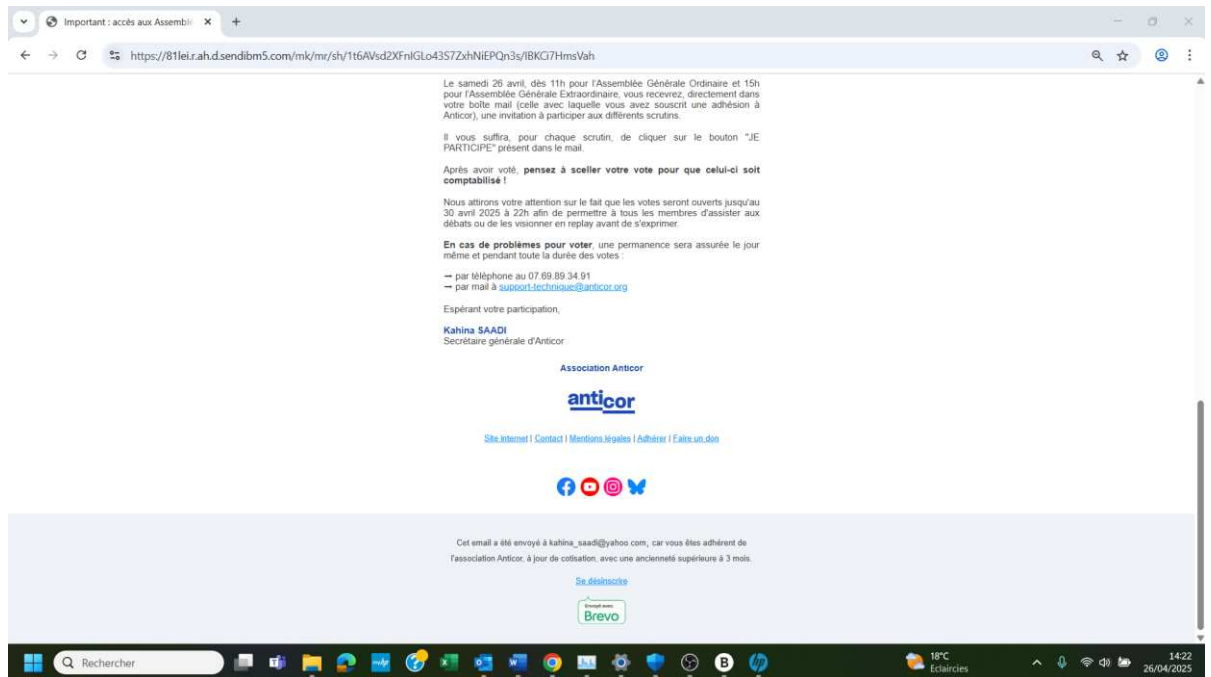 Important : accès aux Assemblé
https://81lei.r.ah.d.sendibm5.com/mk/mr/sh/1t6AVsd2XFnIGLo43S7ZxhNiEPQn3s/IBKCi7HmsVah
Le samedi 26 avril, dès 11h pour l'Assemblée Générale Ordinaire et 15h
pour l'Assemblée Générale Extraordinaire, vous recevrez, directement dans
votre boîte mail (celle avec laquelle vous avez souscrit une adhésion à
Anticor), une invitation à participer aux différents scrutins.
Il vous suffira, pour chaque scrutin, de cliquer sur le bouton "JE
PARTICIPE" présent dans le mail.
Après avoir voté, pensez à sceller votre vote pour que celui-ci soit
comptabilisé !
Nous attirons votre attention sur le fait que les votes seront ouverts jusqu'au
30 avril 2025 à 22h afin de permettre à tous les membres d'assister aux
débats ou de les visionner en replay avant de s'exprimer.
En cas de problèmes pour voter, une permanence sera assurée le jour
même et pendant toute la durée des votes :
→ par téléphone au 07.69.89.34.91
→ par mail à support-technique@anticor.org
Espérant votre participation,
Kahina SAADI
Secrétaire générale d'Anticor
Association Anticor
anticor
Site internet | Contact | Mentions légales | Adhérer | Faire un don
Cet email a été envoyé à kahina_saadi@yahoo.com, car vous êtes adhérent de
l'association Anticor, à jour de cotisation, avec une ancienneté supérieure à 3 mois.
Se désinscrire
Envoyé avec
Brevo
Rechercher
18°C
Eclaircies
14:22
26/04/2025